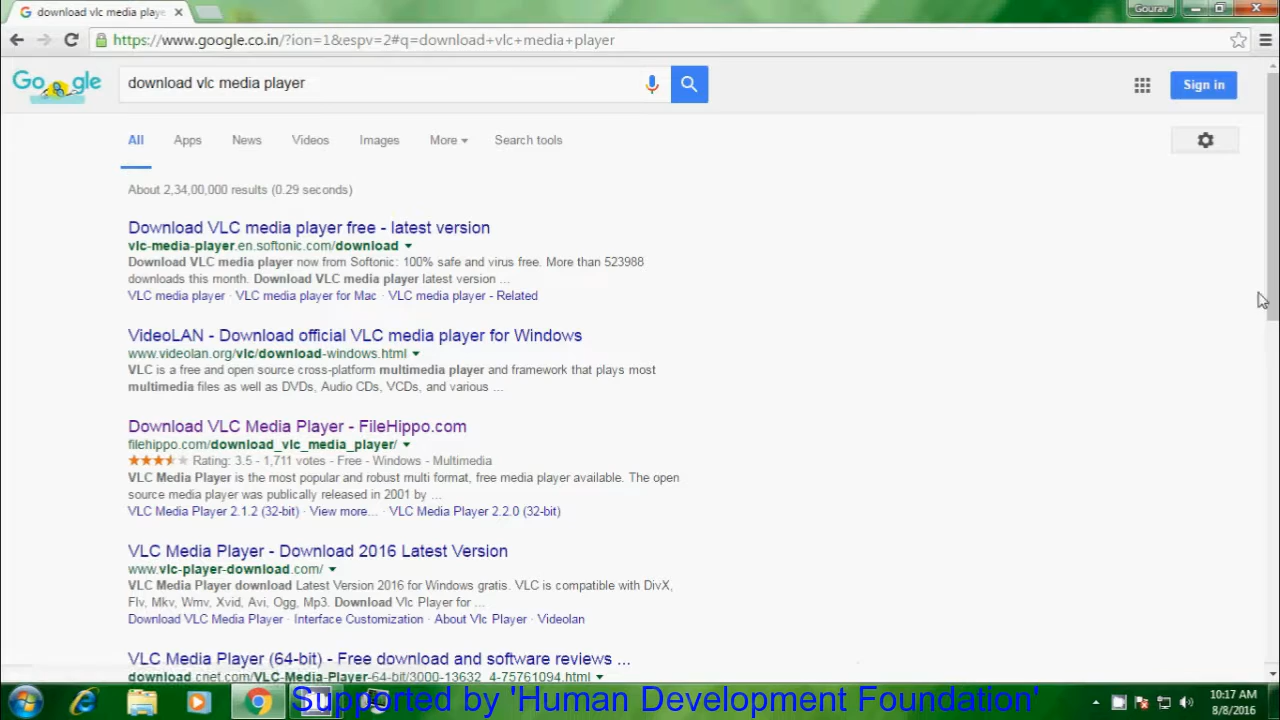 download vlc media playe
Gourav
https://www.google.co.in/?ion=1&espv=2#q=download+vlc+media+player
Google
download vlc media player
Sign in
All Apps News Videos Images More Search tools
About 2,34,00,000 results (0.29 seconds)
Download VLC media player free - latest version
vlc-media-player.en.softonic.com/download
Download VLC media player now from Softonic: 100% safe and virus free. More than 523988
downloads this month. Download VLC media player latest version ...
VLC media player · VLC media player for Mac · VLC media player - Related
VideoLAN - Download official VLC media player for Windows
www.videolan.org/vlc/download-windows.html
VLC is a free and open source cross-platform multimedia player and framework that plays most
multimedia files as well as DVDs, Audio CDs, VCDs, and various ...
Download VLC Media Player - FileHippo.com
filehippo.com/download_vlc_media_player/
Rating: 3.5 - 1,711 votes - Free - Windows - Multimedia
VLC Media Player is the most popular and robust multi format, free media player available. The open
source media player was publically released in 2001 by ...
VLC Media Player 2.1.2 (32-bit) · View more... · VLC Media Player 2.2.0 (32-bit)
VLC Media Player - Download 2016 Latest Version
www.vlc-player-download.com/
VLC Media Player download Latest Version 2016 for Windows gratis. VLC is compatible with DivX,
Flv, Mkv, Wmv, Xvid, Avi, Ogg, Mp3. Download Vlc Player for ...
Download VLC Media Player · Interface Customization · About Vlc Player · Videolan
VLC Media Player (64-bit) - Free download and software reviews ...
download.cnet.com/VLC-Media-Player-64-bit/3000-13632_4-75761094.html
Supported by 'Human Development Foundation'
10:17 AM
8/8/2016